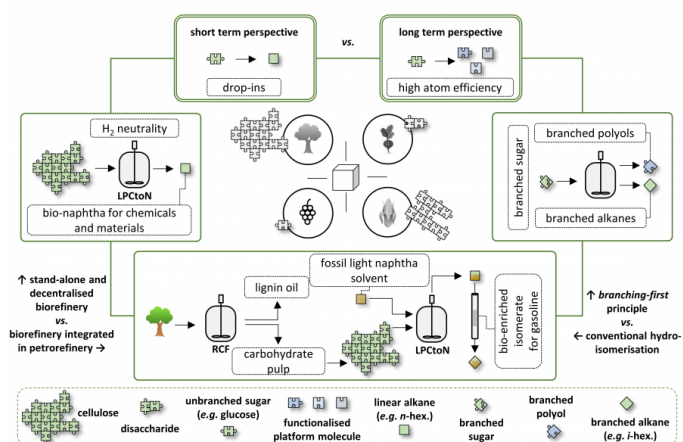 short term perspective
drop-ins
vs.
long term perspective
high atom efficiency
H2 neutrality
LPCtoN
bio-naphtha for chemicals
and materials
branched sugar
branched polyols
branched alkanes
↑ stand-alone and
decentralised
biorefinery
vs.
biorefinery integrated
in petrorefinery →
RCF
lignin oil
carbohydrate
pulp
fossil light naphtha
solvent
LPCtoN
bio-enriched
isomerate
for gasoline
↑ branching-first
principle
vs.
← conventional hydro-
isomerisation
cellulose
disaccharide
unbranched sugar
(e.g. glucose)
functionalised
platform molecule
linear alkane
(e.g. n-hex.)
branched
sugar
branched
polyol
branched alkane
(e.g. i-hex.)